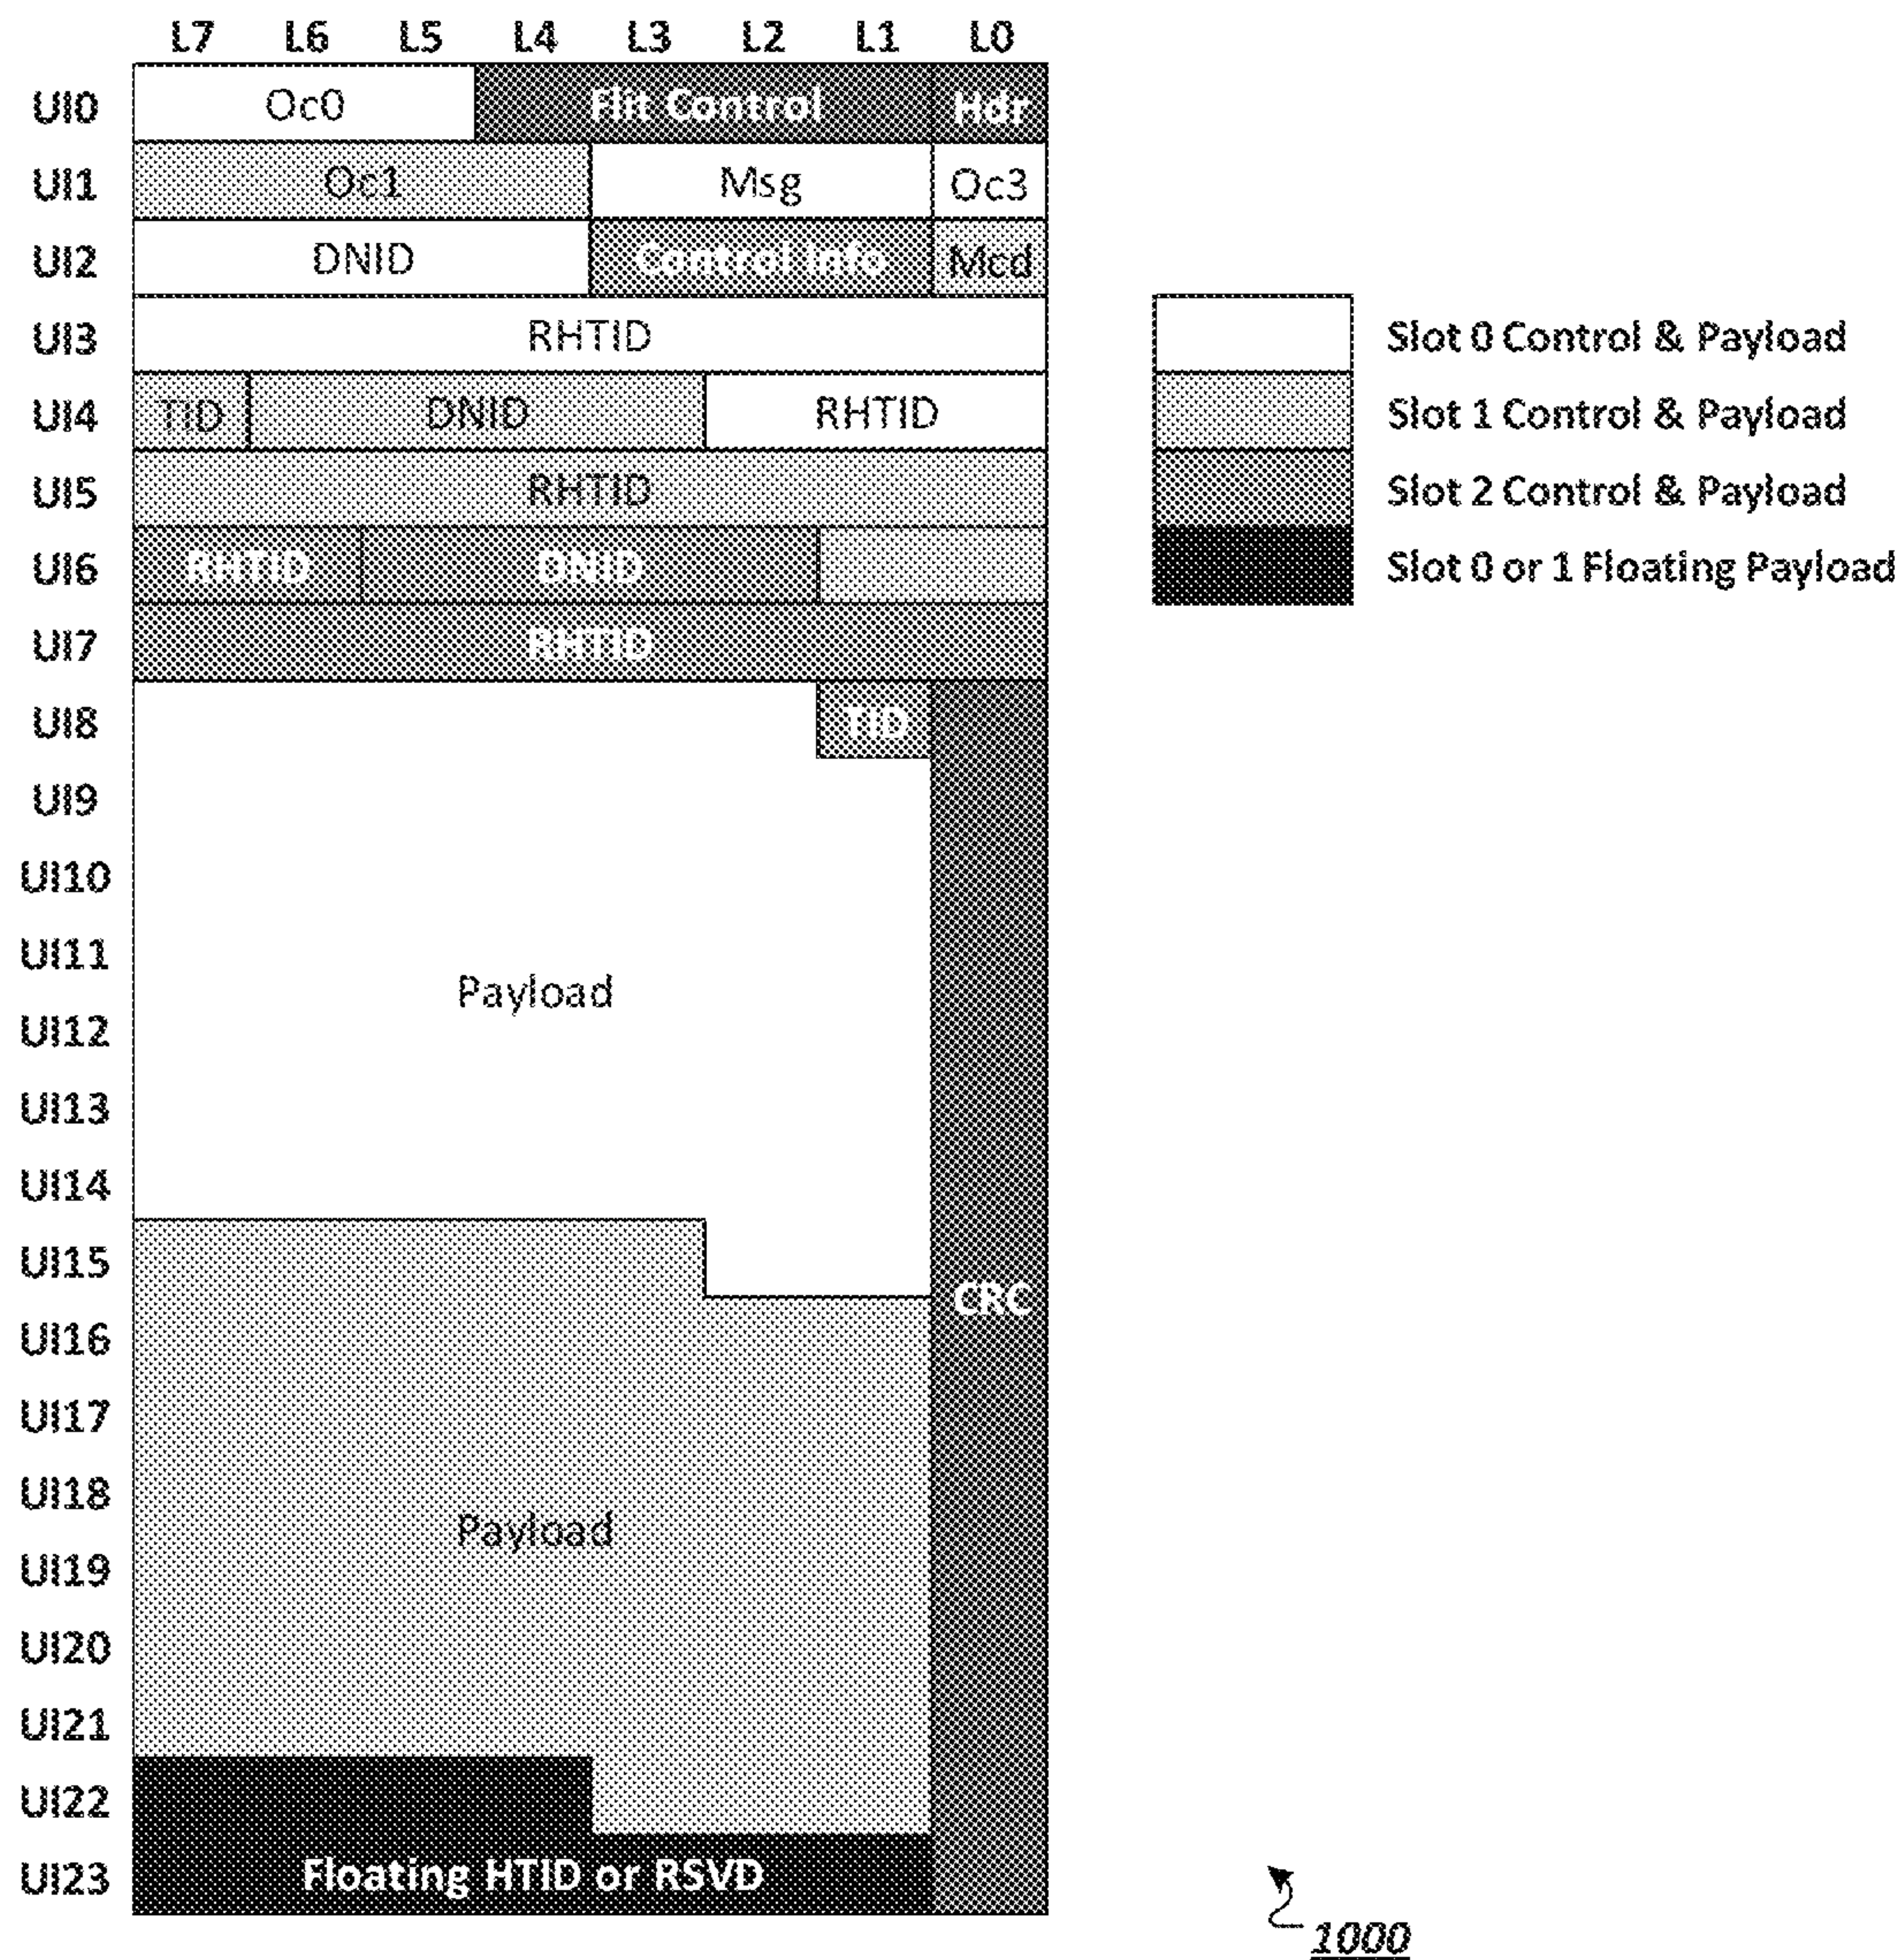 L7 L6 L5 L4 L3 L2 L1 L0
UI0 Oc0 Flit Control Hdr
UI1 Oc1 Msg Oc3
UI2 DNID Control Info Mcd
UI3 RHTID Slot 0 Control & Payload
UI4 TID DNID RHTID Slot 1 Control & Payload
UI5 RHTID Slot 2 Control & Payload
UI6 RHTID DNID Slot 0 or 1 Floating Payload
UI7 RHTID
UI8 TID
UI9
UI10
UI11
Payload
UI12
UI13
UI14
UI15
CRC
UI16
UI17
UI18
Payload
UI19
UI20
UI21
UI22
UI23 Floating HTID or RSVD
1000